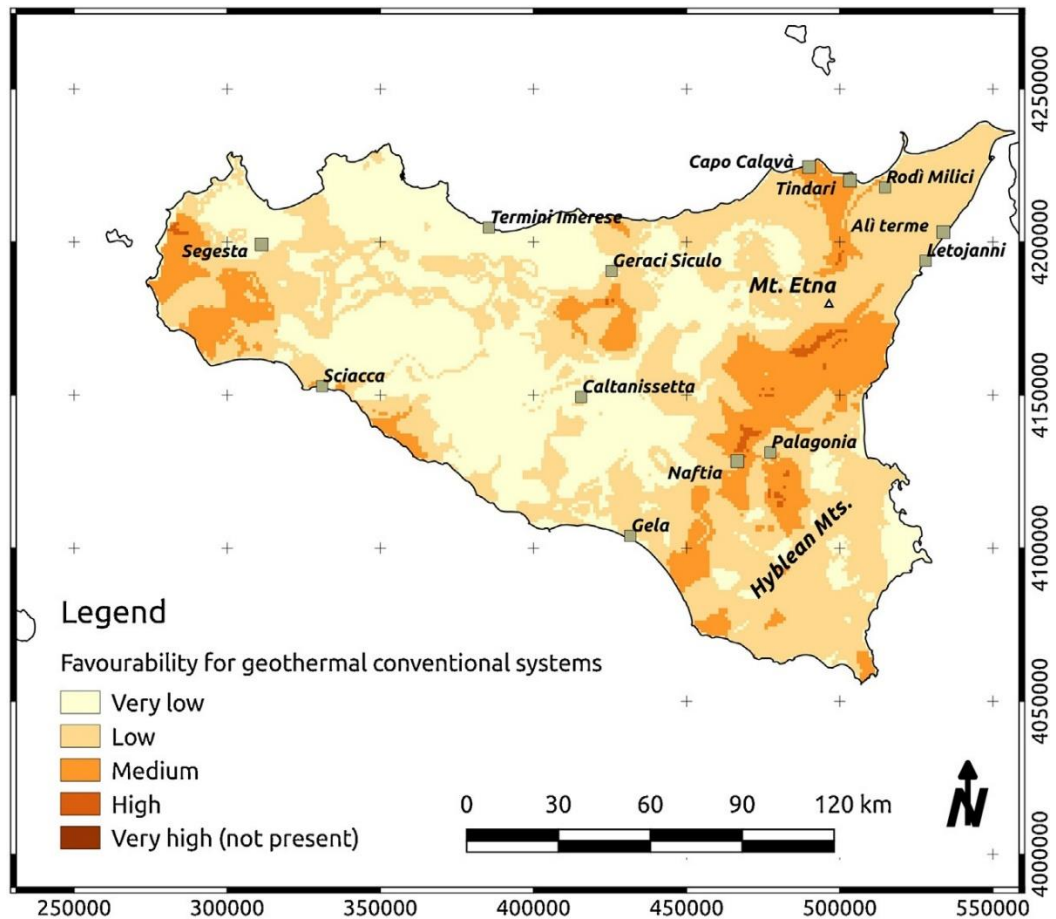 4250000
4200000
4150000
4100000
4050000
4000000
Capo Calavà
Tindari
Rodì Milici
Alì terme
Letojanni
Termini Imerese
Segesta
Geraci Siculo
Mt. Etna
Sciacca
Caltanissetta
Palagonia
Naftia
Gela
Hyblean Mts.
Legend
Favourability for geothermal conventional systems
Very low
Low
Medium
High
Very high (not present)
0 30 60 90 120 km
N
250000 300000 350000 400000 450000 500000 550000